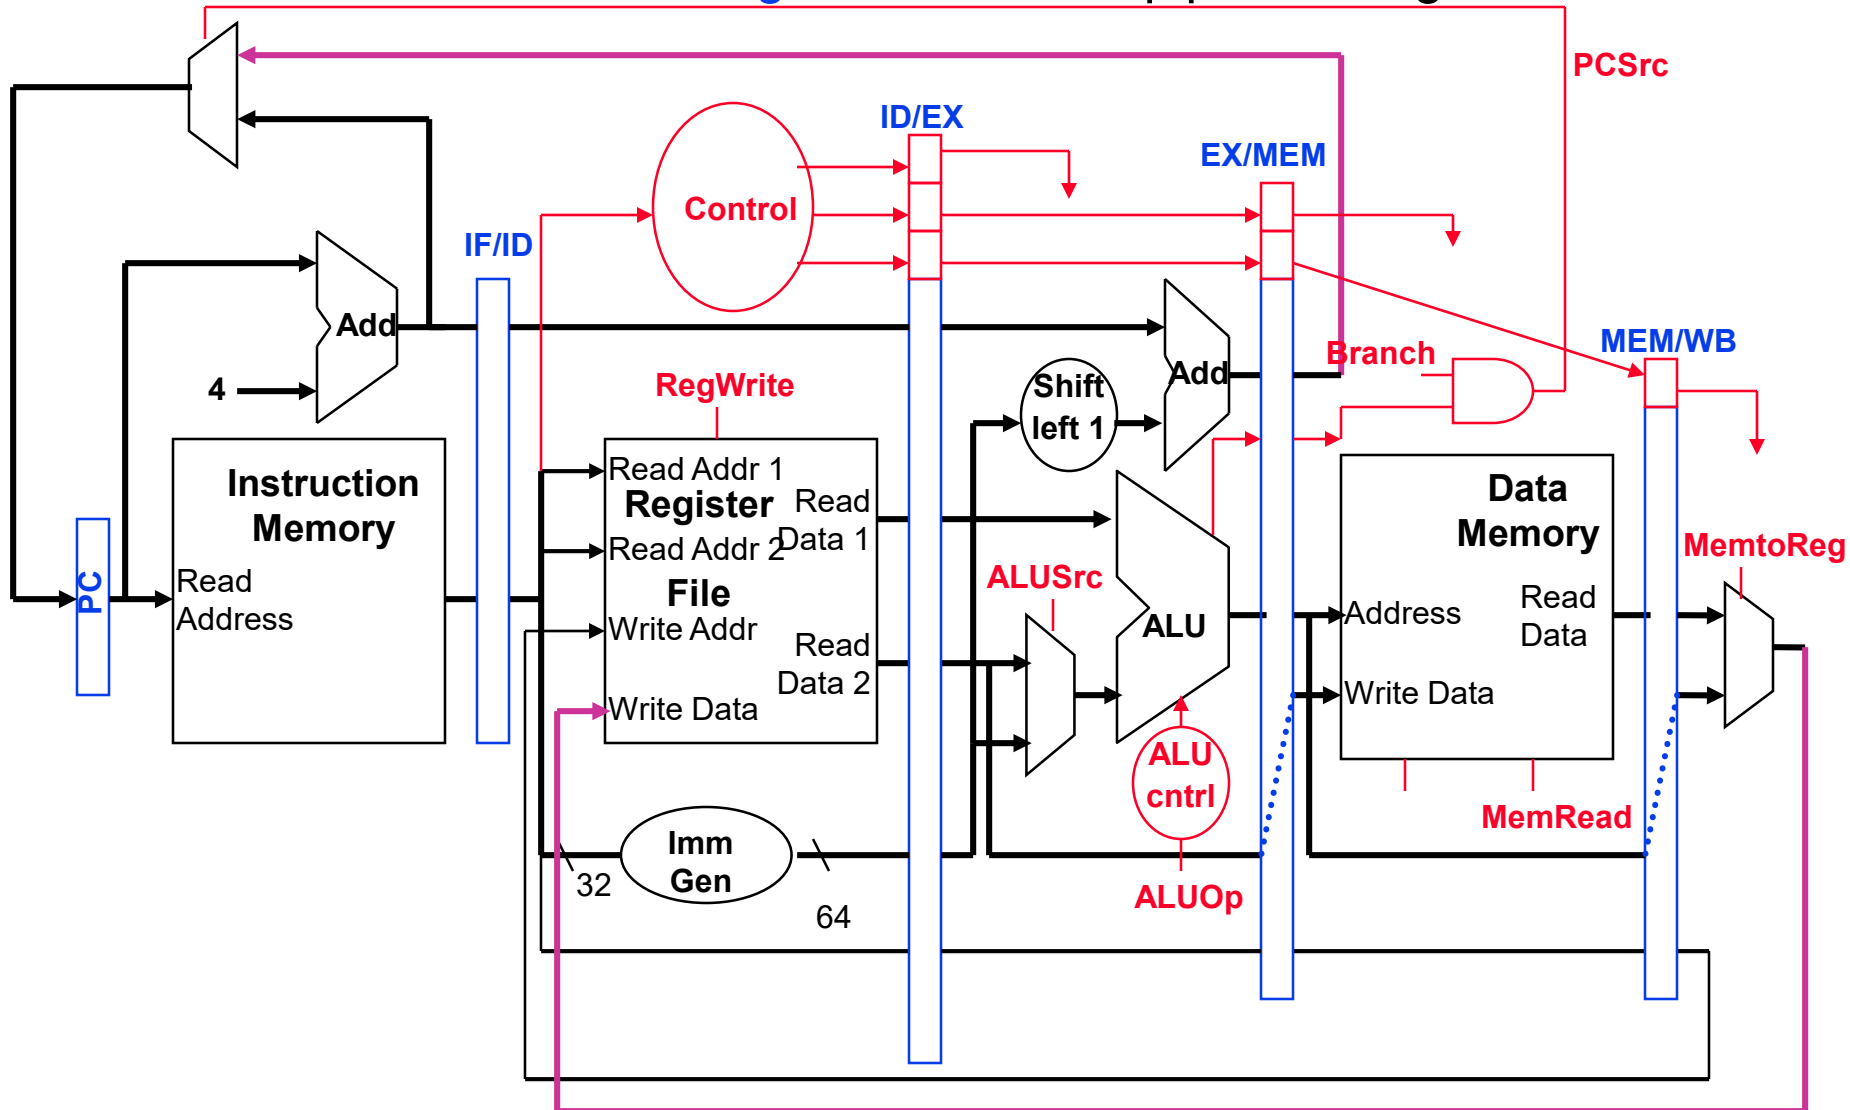 PCSrc
ID/EX
EX/MEM
Control
IF/ID
Add
4
RegWrite
Shift
left 1
Add
Branch
MEM/WB
Instruction
Memory
Read
Address
PC
Read Addr 1
Register
Read
Data 1
Read Addr 2
File
Write Addr
Read
Data 2
Write Data
ALUSrc
ALU
ALU
cntrl
ALUOp
Data
Memory
Address
Read
Data
Write Data
MemRead
MemtoReg
Imm
Gen
32
64